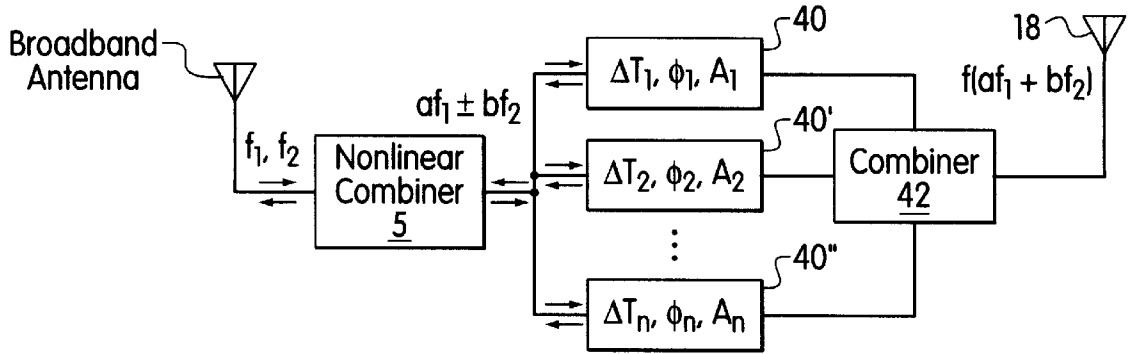 Broadband
Antenna
f₁, f₂
Nonlinear
Combiner
5
af₁ ± bf₂
40
ΔT₁, ϕ₁, A₁
40'
ΔT₂, ϕ₂, A₂
⋮
40"
ΔTₙ, ϕₙ, Aₙ
Combiner
42
18
f(af₁ + bf₂)